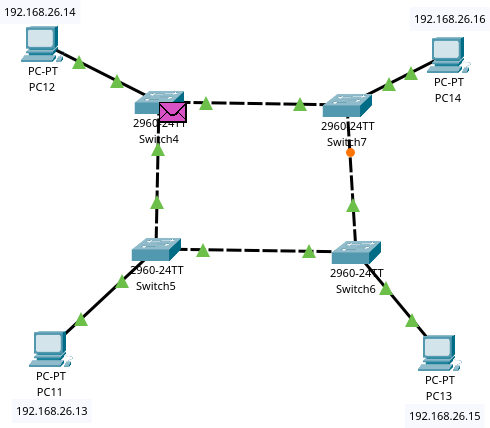 192.168.26.14
192.168.26.16
PC-PT
PC12
PC-PT
PC14
2960-24TT
Switch4
2960-24TT
Switch7
2960-24TT
Switch5
2960-24TT
Switch6
PC-PT
PC11
192.168.26.13
PC-PT
PC13
192.168.26.15